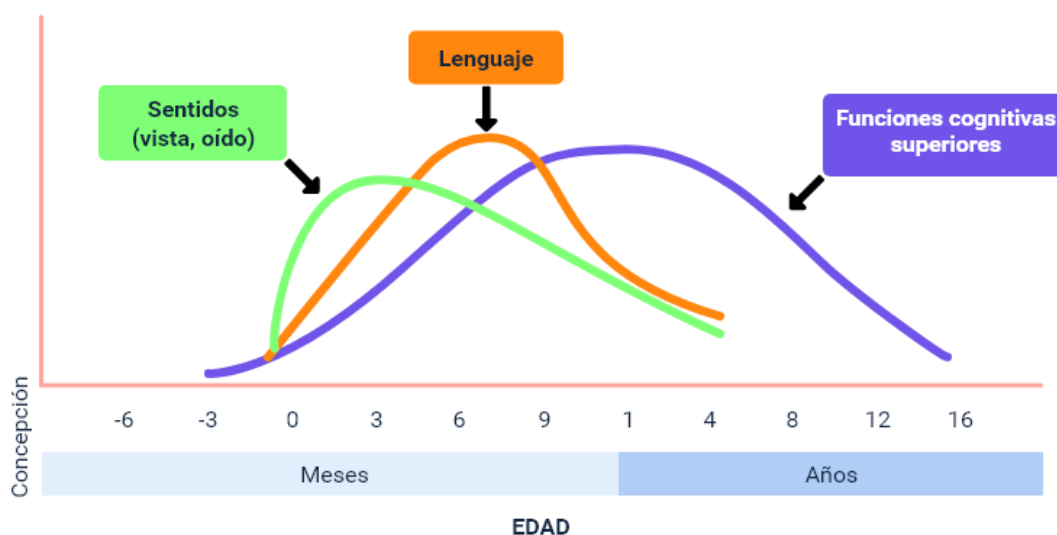 Lenguaje
Sentidos
(vista, oído)
Funciones cognitivas
superiores
Concepción
-6 -3 0 3 6 9 1 4 8 12 16
Meses Años
EDAD